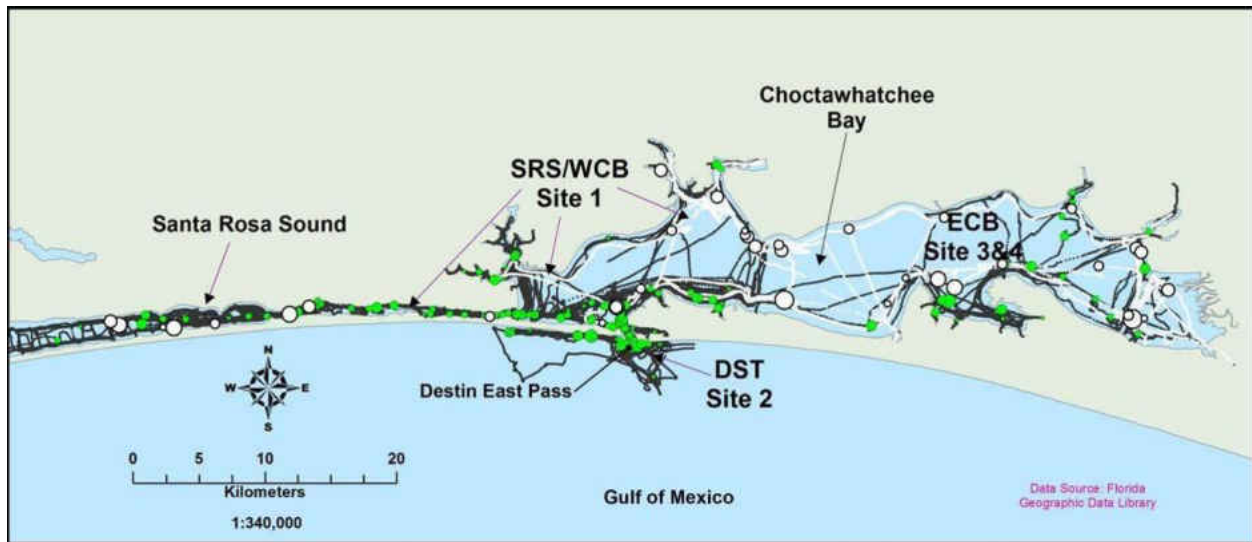 Choctawhatchee
Bay
SRS/WCB
Site 1
Santa Rosa Sound
ECB
Site 3&4
DST
Site 2
Destin East Pass
N
W
E
S
0
5
10
20
Kilometers
1:340,000
Gulf of Mexico
Data Source: Florida
Geographic Data Library